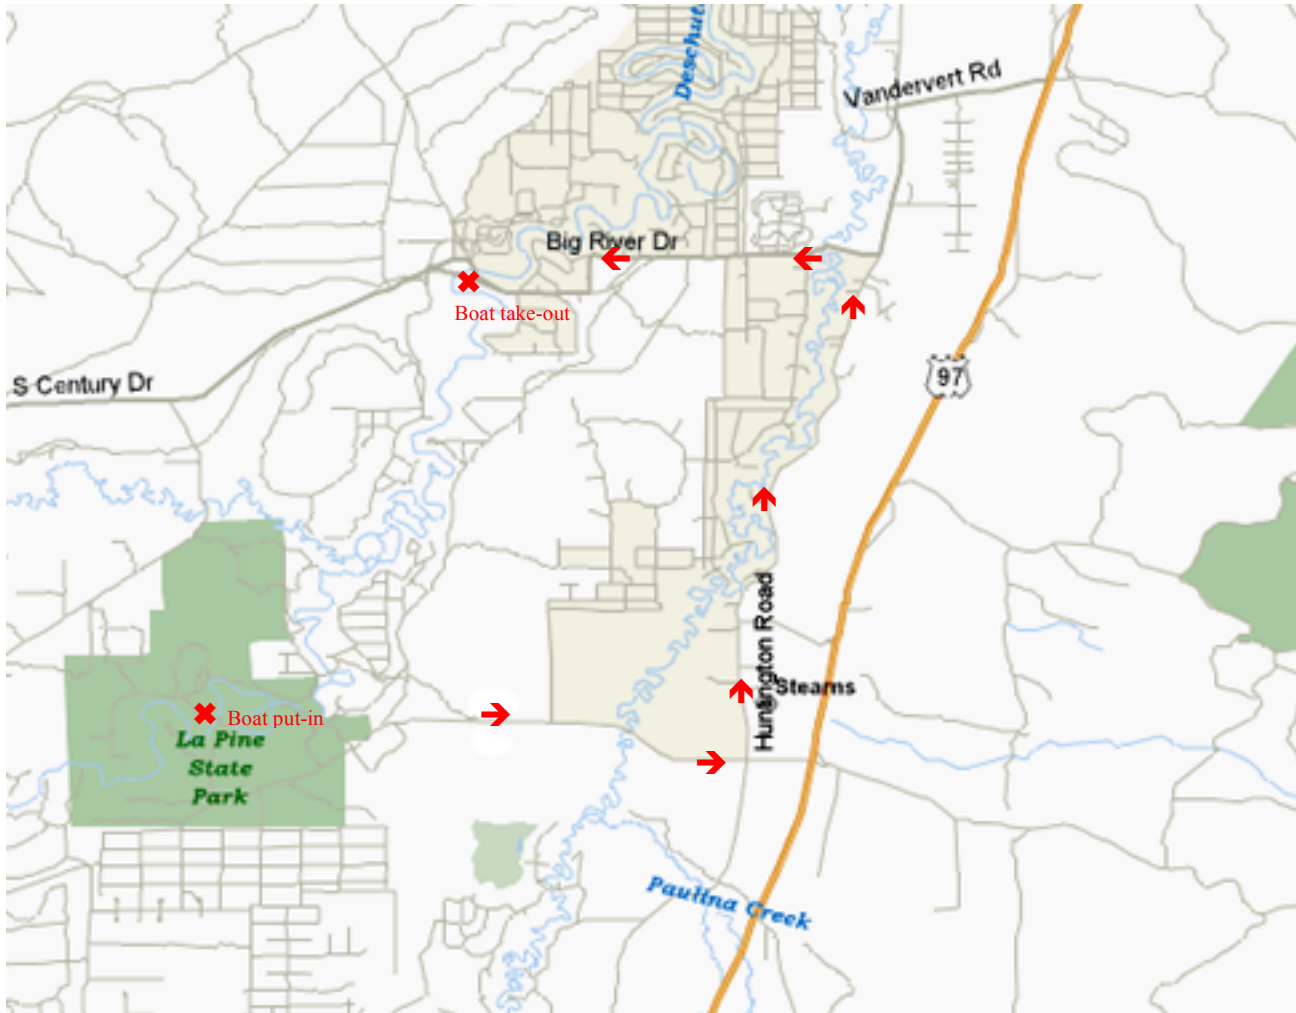 Deschut
Vandervert Rd
Big River Dr
Boat take-out
97
S Century Dr
Huntington Road
Stearns
Boat put-in
La Pine
State
Park
Paulina Creek